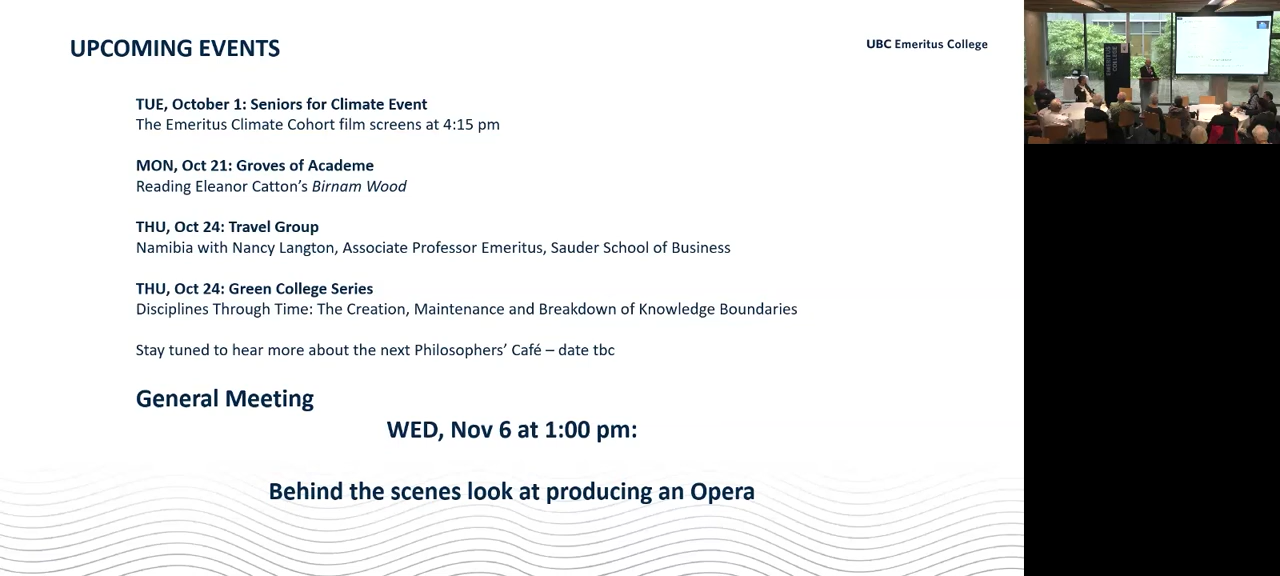 UPCOMING EVENTS
UBC Emeritus College
TUE, October 1: Seniors for Climate Event
The Emeritus Climate Cohort film screens at 4:15 pm
MON, Oct 21: Groves of Academe
Reading Eleanor Catton's Birnam Wood
THU, Oct 24: Travel Group
Namibia with Nancy Langton, Associate Professor Emeritus, Sauder School of Business
THU, Oct 24: Green College Series
Disciplines Through Time: The Creation, Maintenance and Breakdown of Knowledge Boundaries
Stay tuned to hear more about the next Philosophers' Café – date tbc
General Meeting
WED, Nov 6 at 1:00 pm:
Behind the scenes look at producing an Opera
EMERITUS
COLLEGE